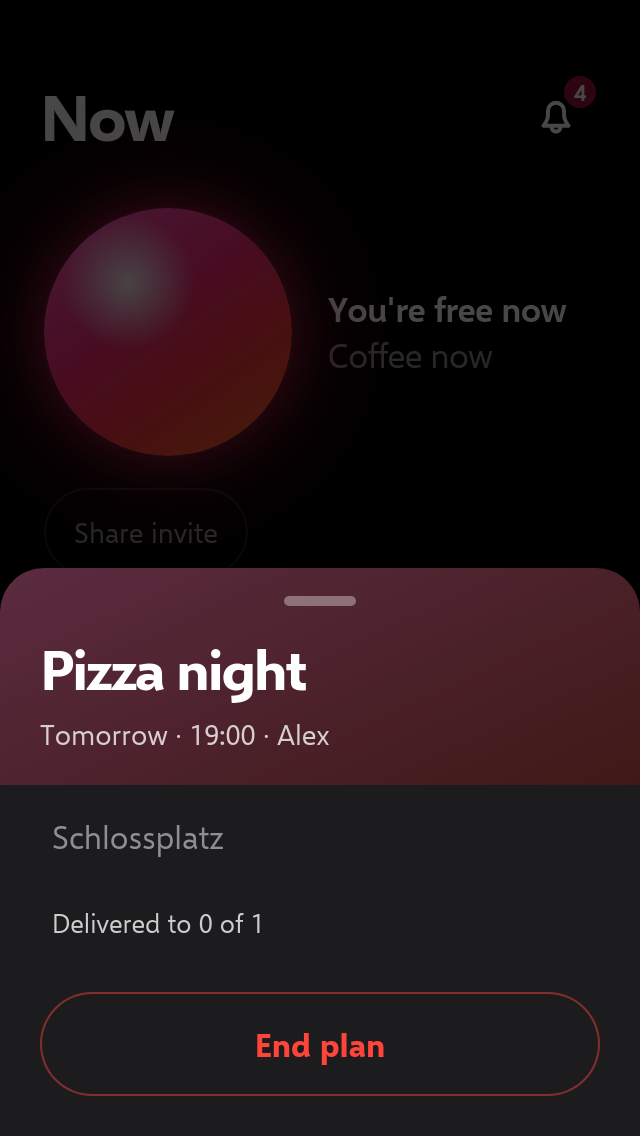 Now
4
You're free now
Coffee now
Share invite
Pizza night
Tomorrow · 19:00 · Alex
Schlossplatz
Delivered to 0 of 1
End plan